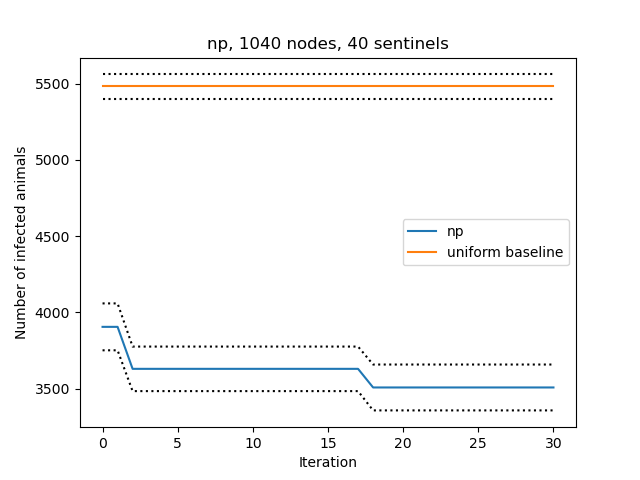 np, 1040 nodes, 40 sentinels
Number of infected animals
5500
5000
4500
4000
3500
np
uniform baseline
0 5 10 15 20 25 30
Iteration